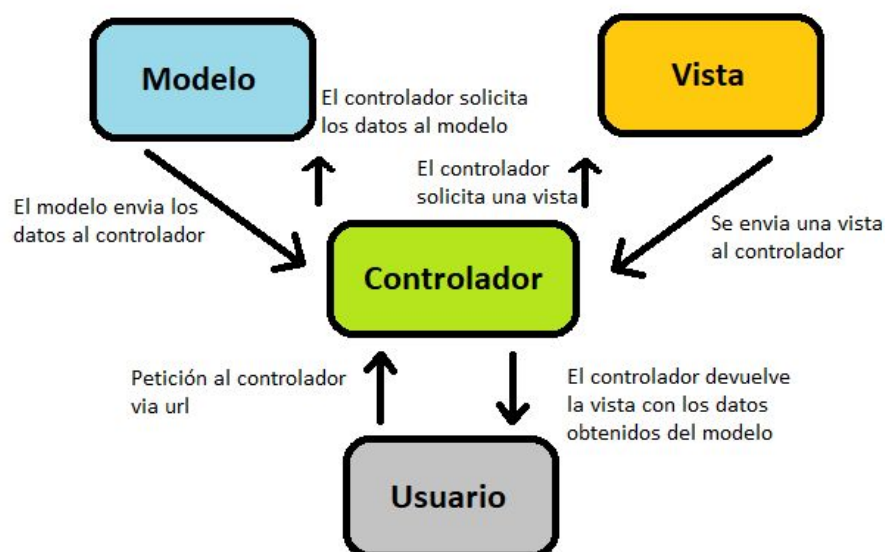 Modelo
Vista
El controlador solicita
los datos al modelo
El controlador
solicita una vista
El modelo envia los
datos al controlador
Se envia una vista
al controlador
Controlador
Petición al controlador
via url
El controlador devuelve
la vista con los datos
obtenidos del modelo
Usuario